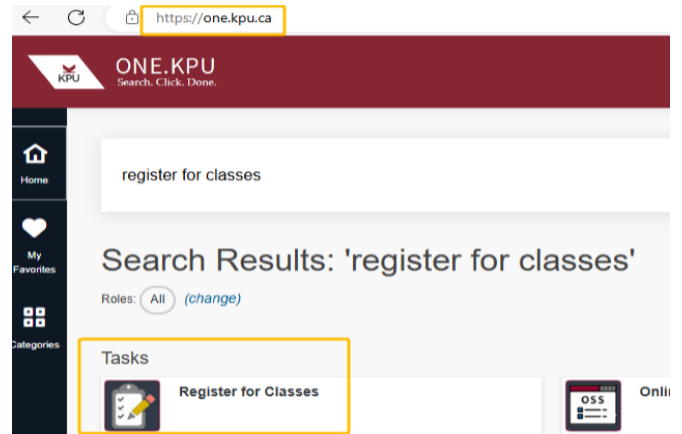 https://one.kpu.ca
KPU
ONE.KPU
Search. Click. Done.
Home
register for classes
My
Favorites
Search Results: 'register for classes'
Roles: All (change)
Categories
Tasks
Register for Classes
OSS